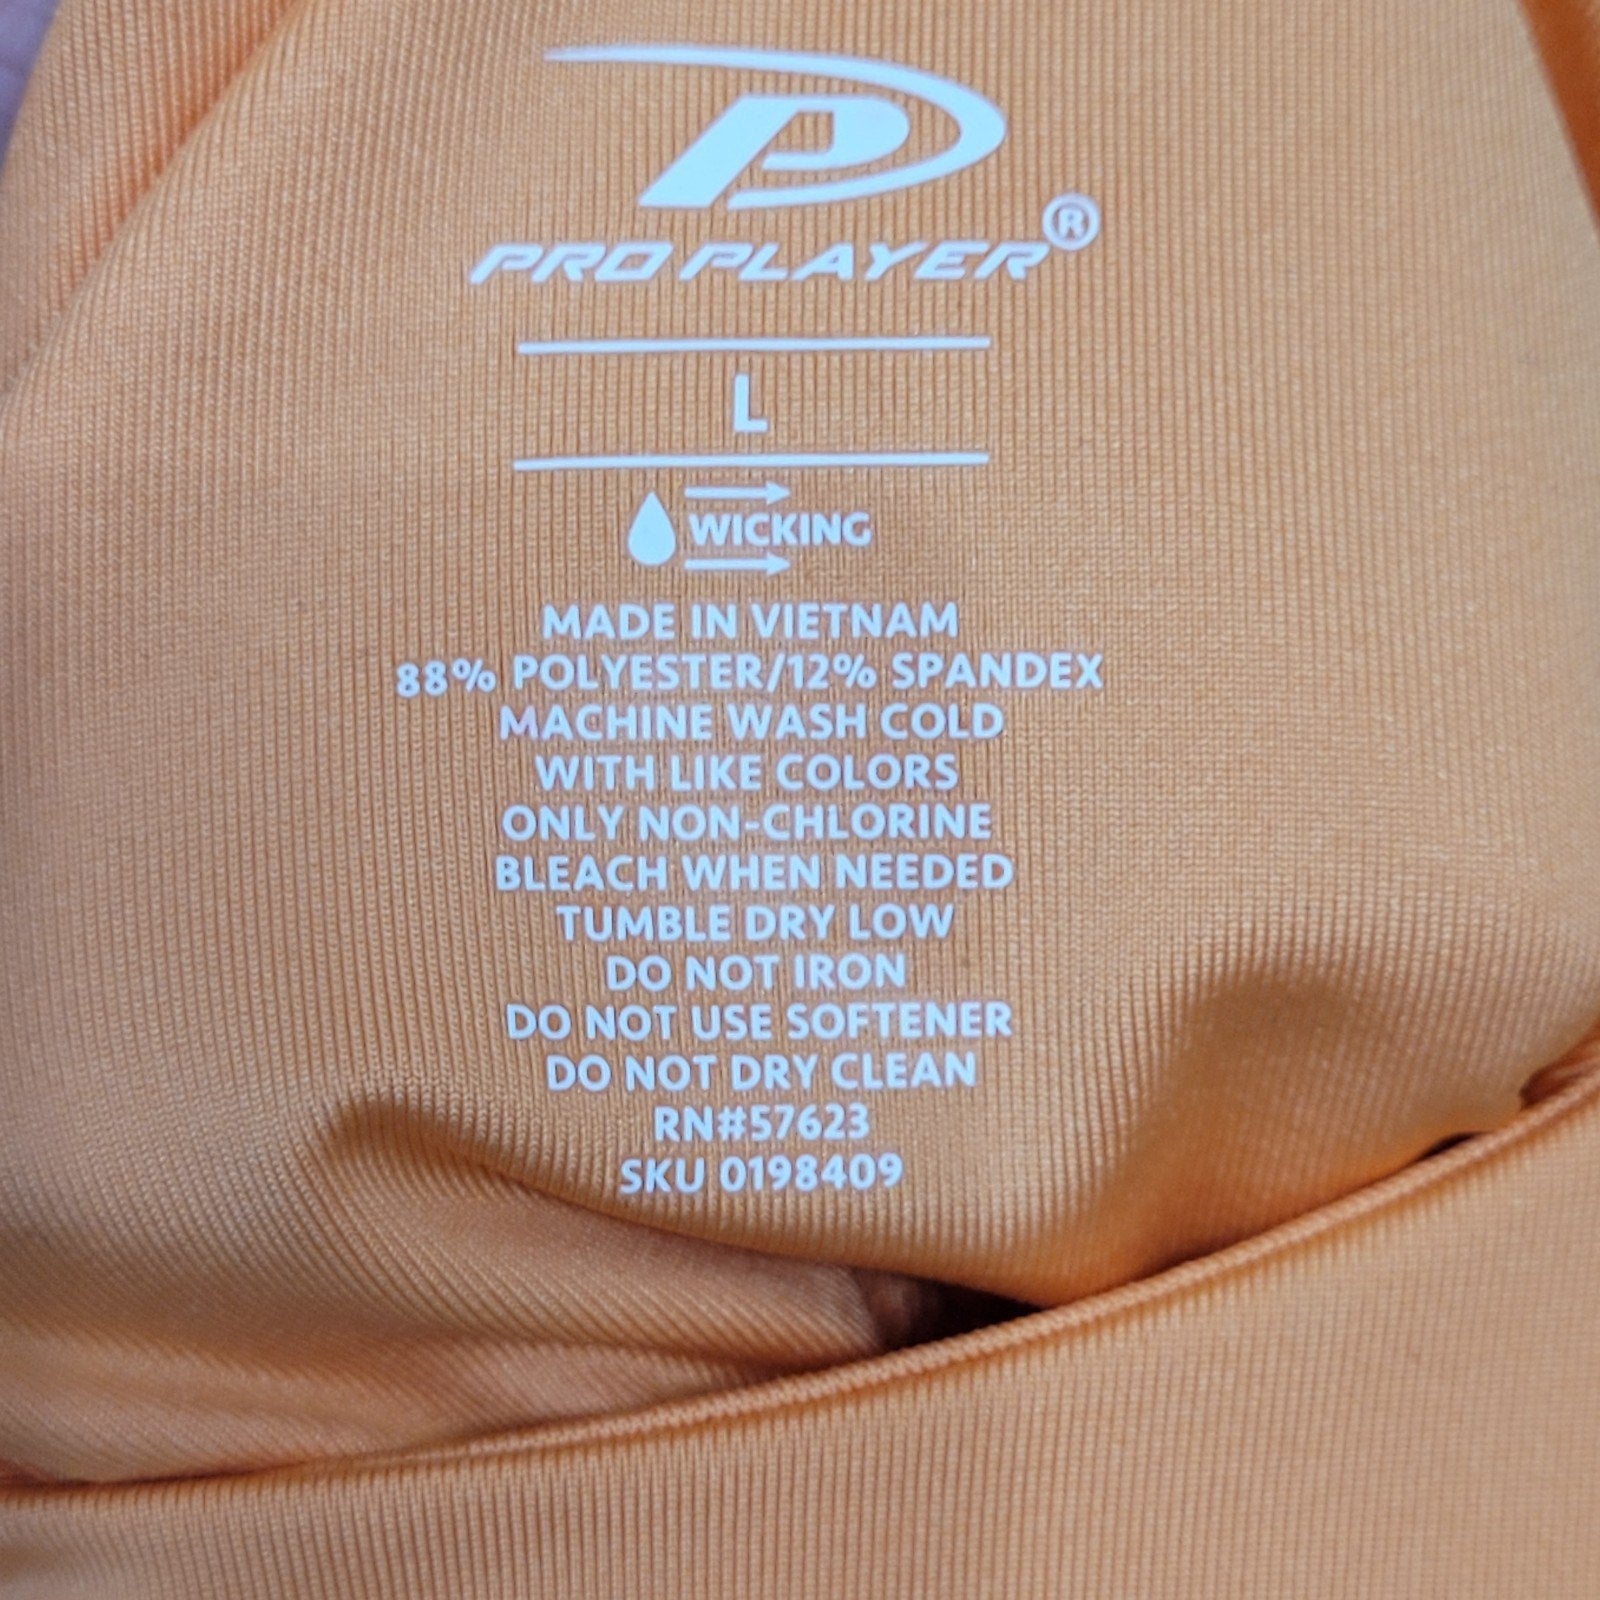 P
PRO PLAYER®
L
WICKING
MADE IN VIETNAM
88% POLYESTER/12% SPANDEX
MACHINE WASH COLD
WITH LIKE COLORS
ONLY NON-CHLORINE
BLEACH WHEN NEEDED
TUMBLE DRY LOW
DO NOT IRON
DO NOT USE SOFTENER
DO NOT DRY CLEAN
RN#57623
SKU 0198409